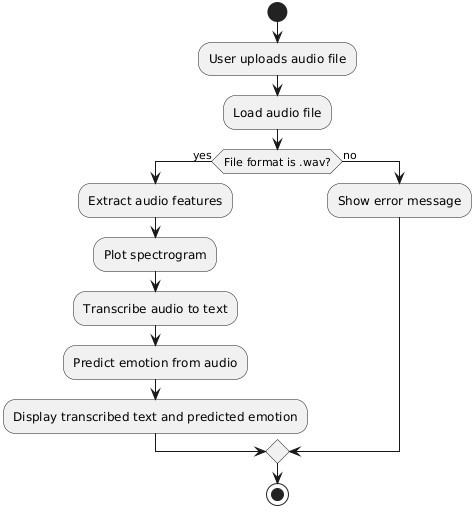 User uploads audio file
Load audio file
File format is .wav?
yes
no
Extract audio features
Show error message
Plot spectrogram
Transcribe audio to text
Predict emotion from audio
Display transcribed text and predicted emotion